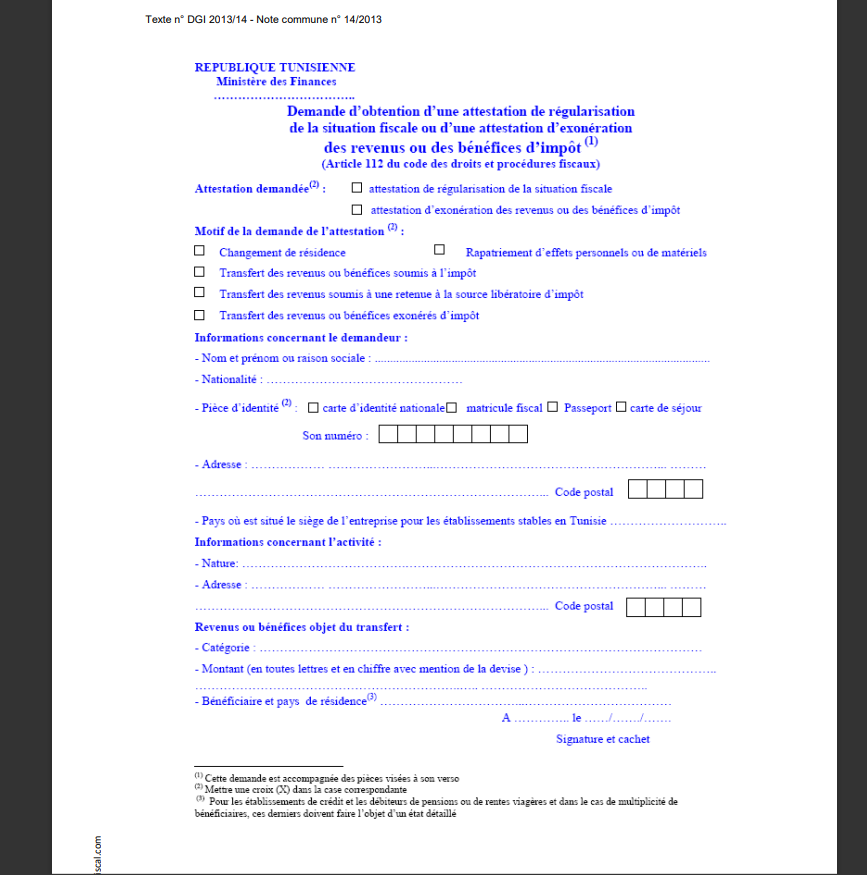 Texte n° DGI 2013/14 - Note commune n° 14/2013
REPUBLIQUE TUNISIENNE
Ministère des Finances
……………………………..
Demande d’obtention d’une attestation de régularisation
de la situation fiscale ou d’une attestation d’exonération
des revenus ou des bénéfices d’impôt (1)
(Article 112 du code des droits et procédures fiscaux)
Attestation demandée(2) : ☐ attestation de régularisation de la situation fiscale
☐ attestation d’exonération des revenus ou des bénéfices d’impôt
Motif de la demande de l’attestation (2) :
☐ Changement de résidence ☐ Rapatriement d’effets personnels ou de matériels
☐ Transfert des revenus ou bénéfices soumis à l’impôt
☐ Transfert des revenus soumis à une retenue à la source libératoire d’impôt
☐ Transfert des revenus ou bénéfices exonérés d’impôt
Informations concernant le demandeur :
- Nom et prénom ou raison sociale : ........................................................
- Nationalité : …………………………………………
- Pièce d’identité (2) : ☐ carte d’identité nationale ☐ matricule fiscal ☐ Passeport ☐ carte de séjour
Son numéro :
- Adresse : ………………… ……………………..………………………………………………….. ………
………………………………………………………………………….. Code postal
- Pays où est situé le siège de l’entreprise pour les établissements stables en Tunisie ………………………..
Informations concernant l’activité :
- Nature: …………………………………………………………………………………………………..
- Adresse : ………………… ……………………..………………………………………………….. ………
………………………………………………………………………….. Code postal
Revenus ou bénéfices objet du transfert :
- Catégorie : ………………………………………………………………………………………………
- Montant (en toutes lettres et en chiffre avec mention de la devise ) : ……………………………………..
……………………………………………………….…... …………………………………..
- Bénéficiaire et pays de résidence(3) ……………………………...………………………………
A ………….. le ……/……./…….
Signature et cachet
(1) Cette demande est accompagnée des pièces visées à son verso
(2) Mettre une croix (X) dans la case correspondante
(3) Pour les établissements de crédit et les débiteurs de pensions ou de rentes viagères et dans le cas de multiplicité de
bénéficiaires, ces derniers doivent faire l’objet d’un état détaillé
iscal.com